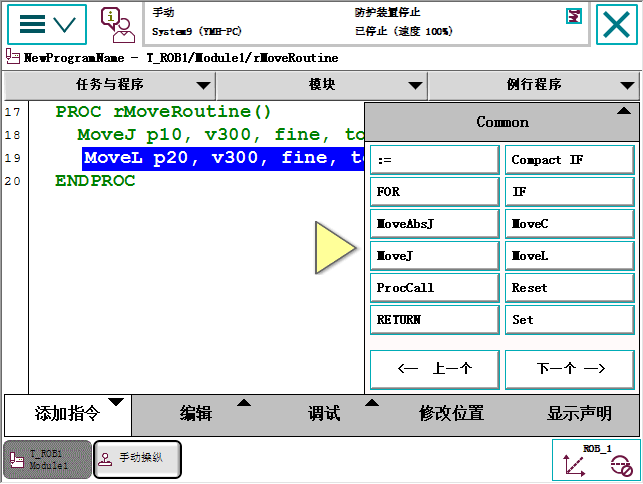 手动
防护装置停止
System9 (YMH-PC)
已停止 (速度 100%)
NewProgramName - T_ROB1/Module1/rMoveRoutine
任务与程序
模块
例行程序
17 PROC rMoveRoutine()
18 MoveJ p10, v300, fine, to
19 MoveL p20, v300, fine, to
20 ENDPROC
Common
:= Compact IF
FOR IF
MoveAbsJ MoveC
MoveJ MoveL
ProcCall Reset
RETURN Set
<— 上一个 下一个 —>
添加指令 编辑 调试 修改位置 显示声明
T_ROB1
Module1
手动操纵
ROB_1